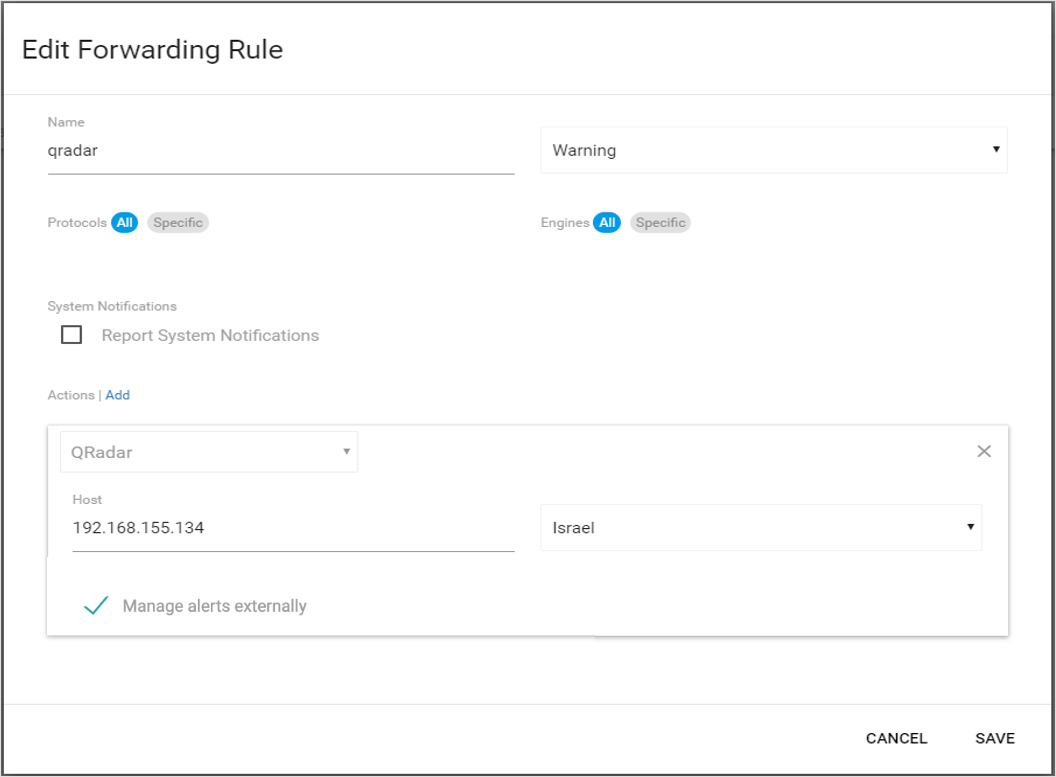 Edit Forwarding Rule
Name
qradar
Warning
Protocols All Specific
Engines All Specific
System Notifications
Report System Notifications
Actions | Add
QRadar
Host
192.168.155.134
Israel
Manage alerts externally
CANCEL SAVE